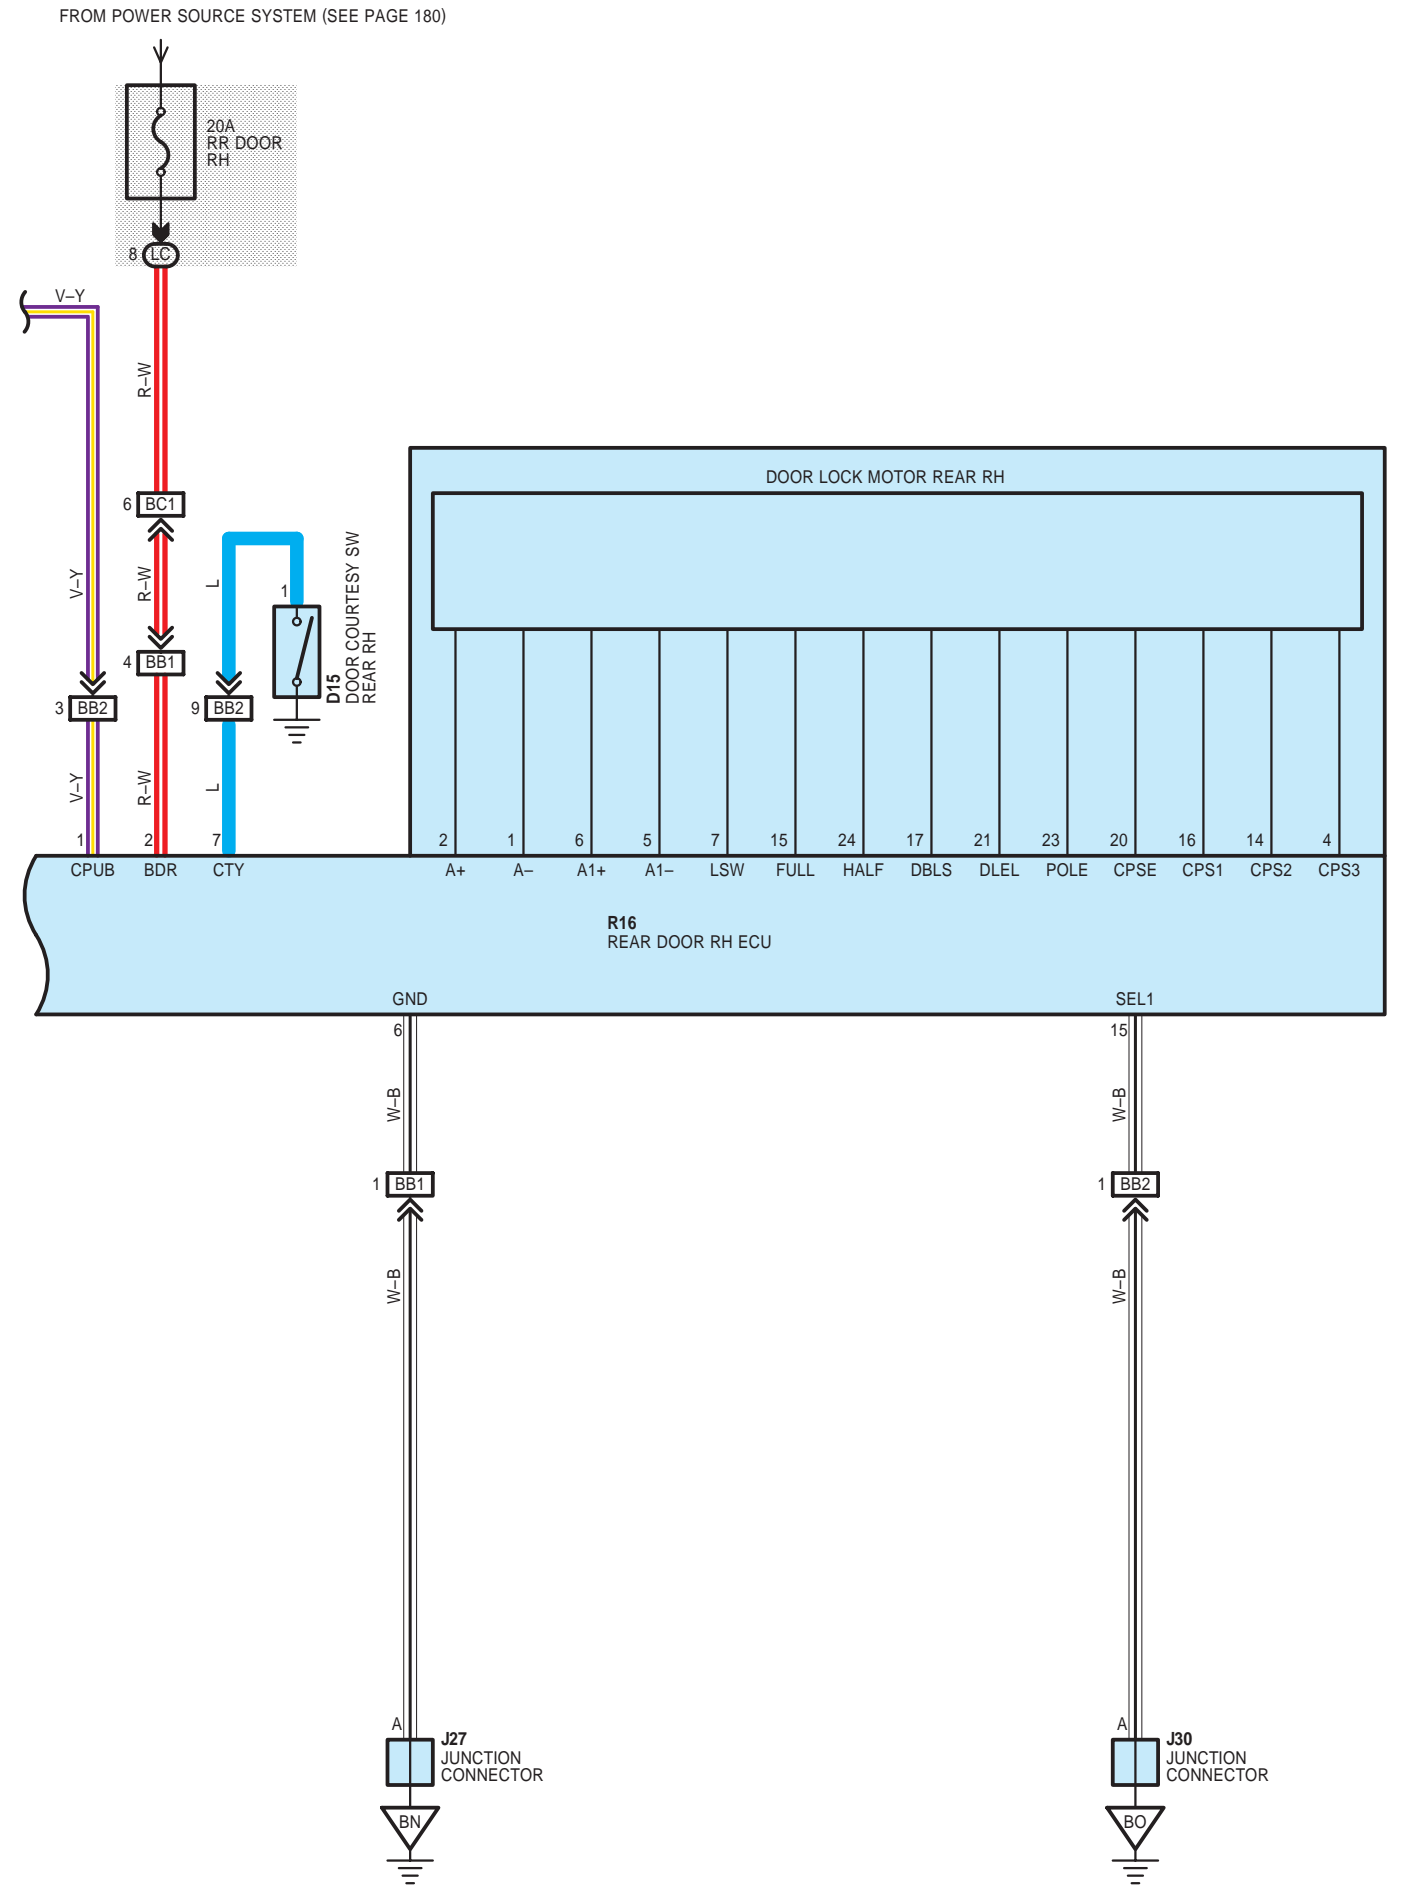 FROM POWER SOURCE SYSTEM (SEE PAGE 180)
20A
RR DOOR
RH
8 LC
V–Y
R–W
DOOR LOCK MOTOR REAR RH
6 BC1
V–Y
R–W
L
1
D15
DOOR COURTESY SW
REAR RH
4 BB1
3 BB2
9 BB2
V–Y
R–W
L
1 2 7 2 1 6 5 7 15 24 17 21 23 20 16 14 4
CPUB BDR CTY A+ A– A1+ A1– LSW FULL HALF DBLS DLEL POLE CPSE CPS1 CPS2 CPS3
R16
REAR DOOR RH ECU
GND SEL1
6 15
W–B W–B
1 BB1 1 BB2
W–B W–B
A
J27
JUNCTION
CONNECTOR
BN
A
J30
JUNCTION
CONNECTOR
BO